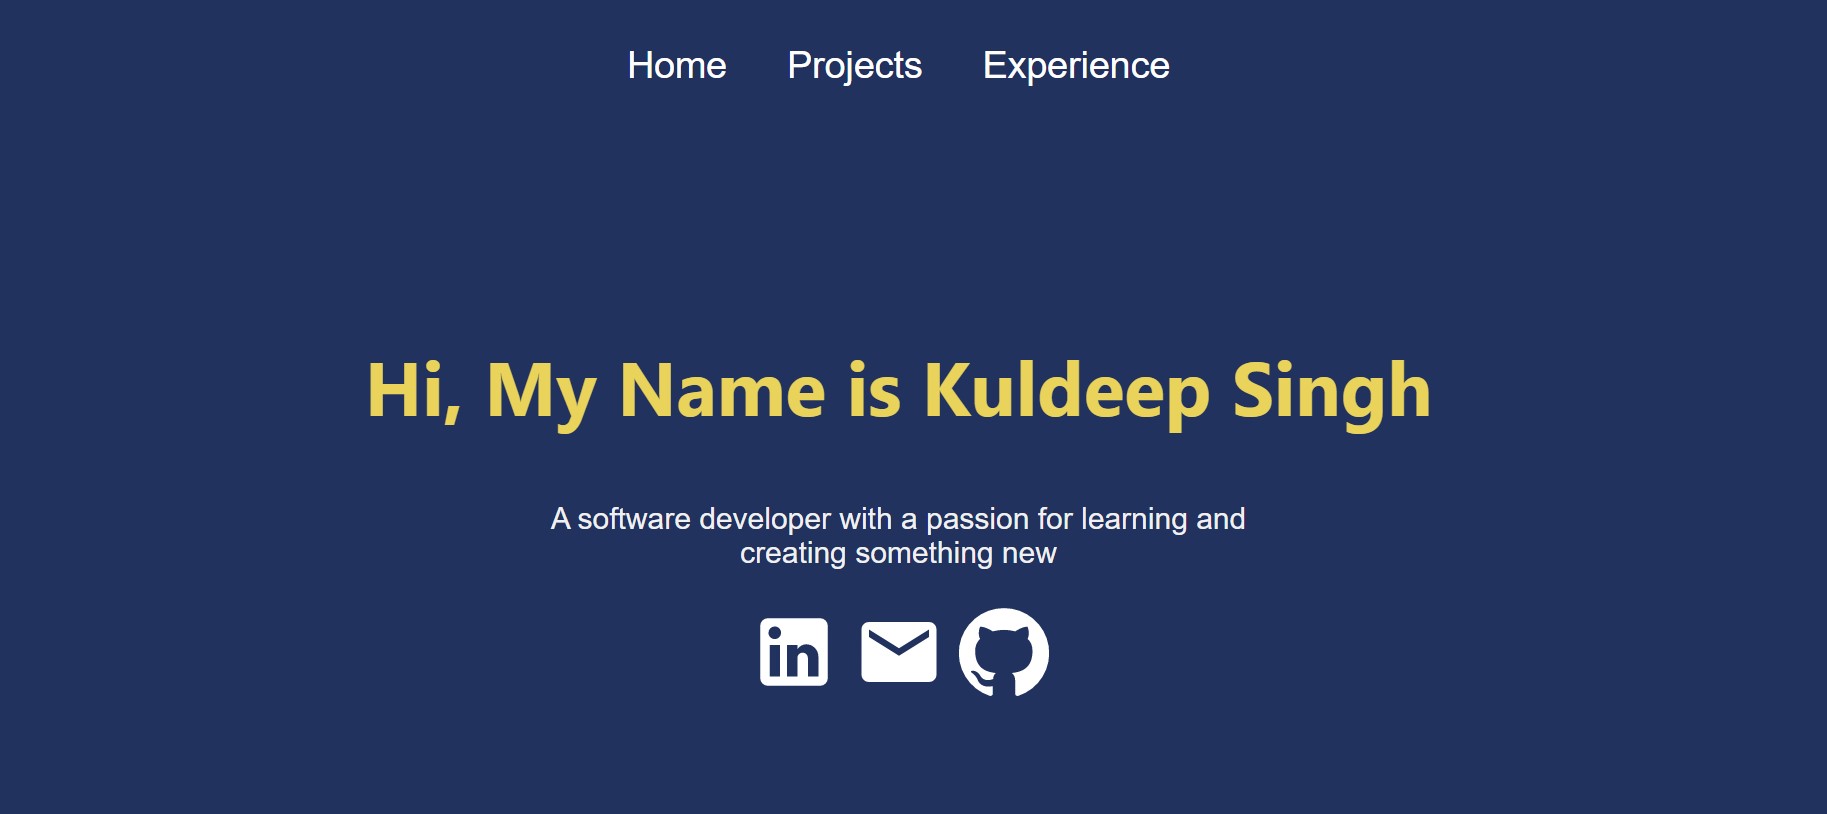 Home Projects Experience
Hi, My Name is Kuldeep Singh
A software developer with a passion for learning and
creating something new
in